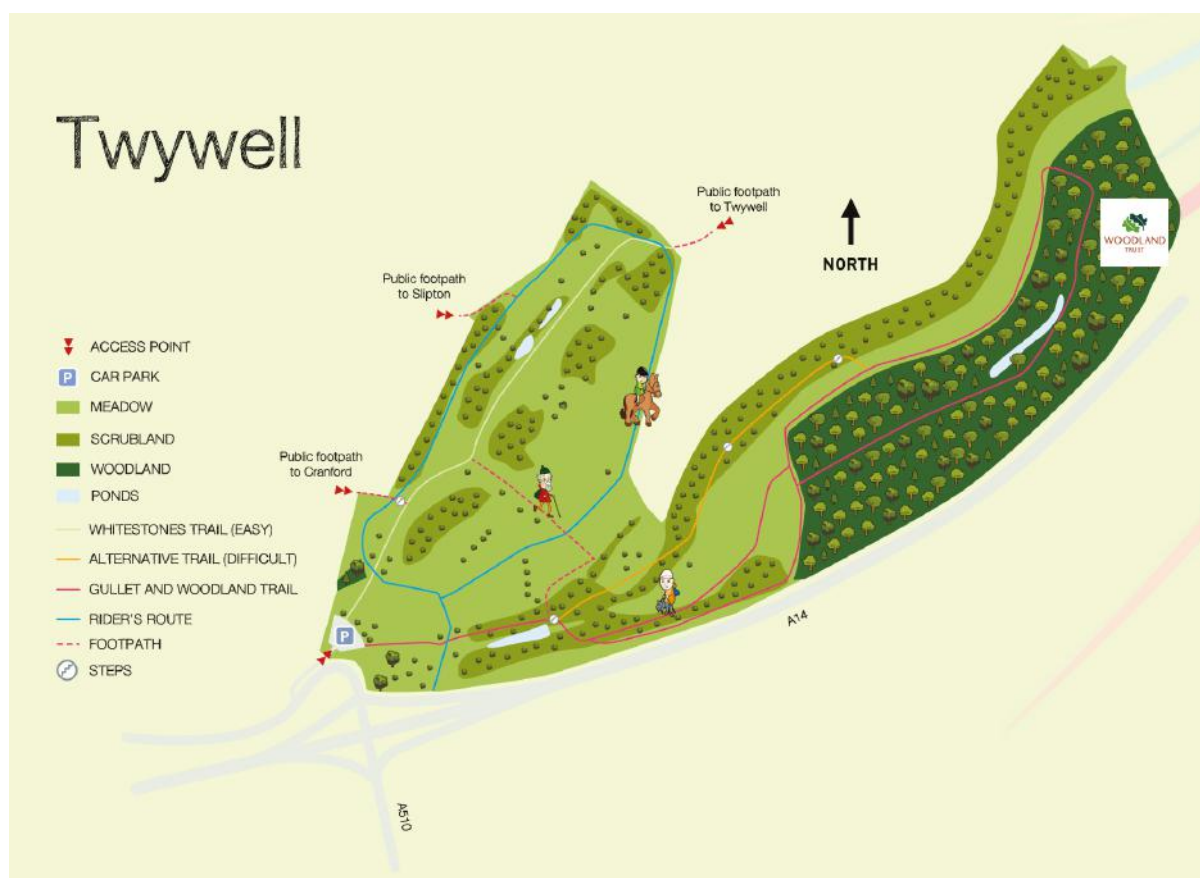 Twywell
Public footpath
to Twywell
NORTH
WOODLAND
TRUST
Public footpath
to Slipton
Public footpath
to Cranford
ACCESS POINT
P
CAR PARK
MEADOW
SCRUBLAND
WOODLAND
PONDS
WHITESTONES TRAIL (EASY)
ALTERNATIVE TRAIL (DIFFICULT)
GULLET AND WOODLAND TRAIL
RIDER'S ROUTE
FOOTPATH
STEPS
P
A14
A510